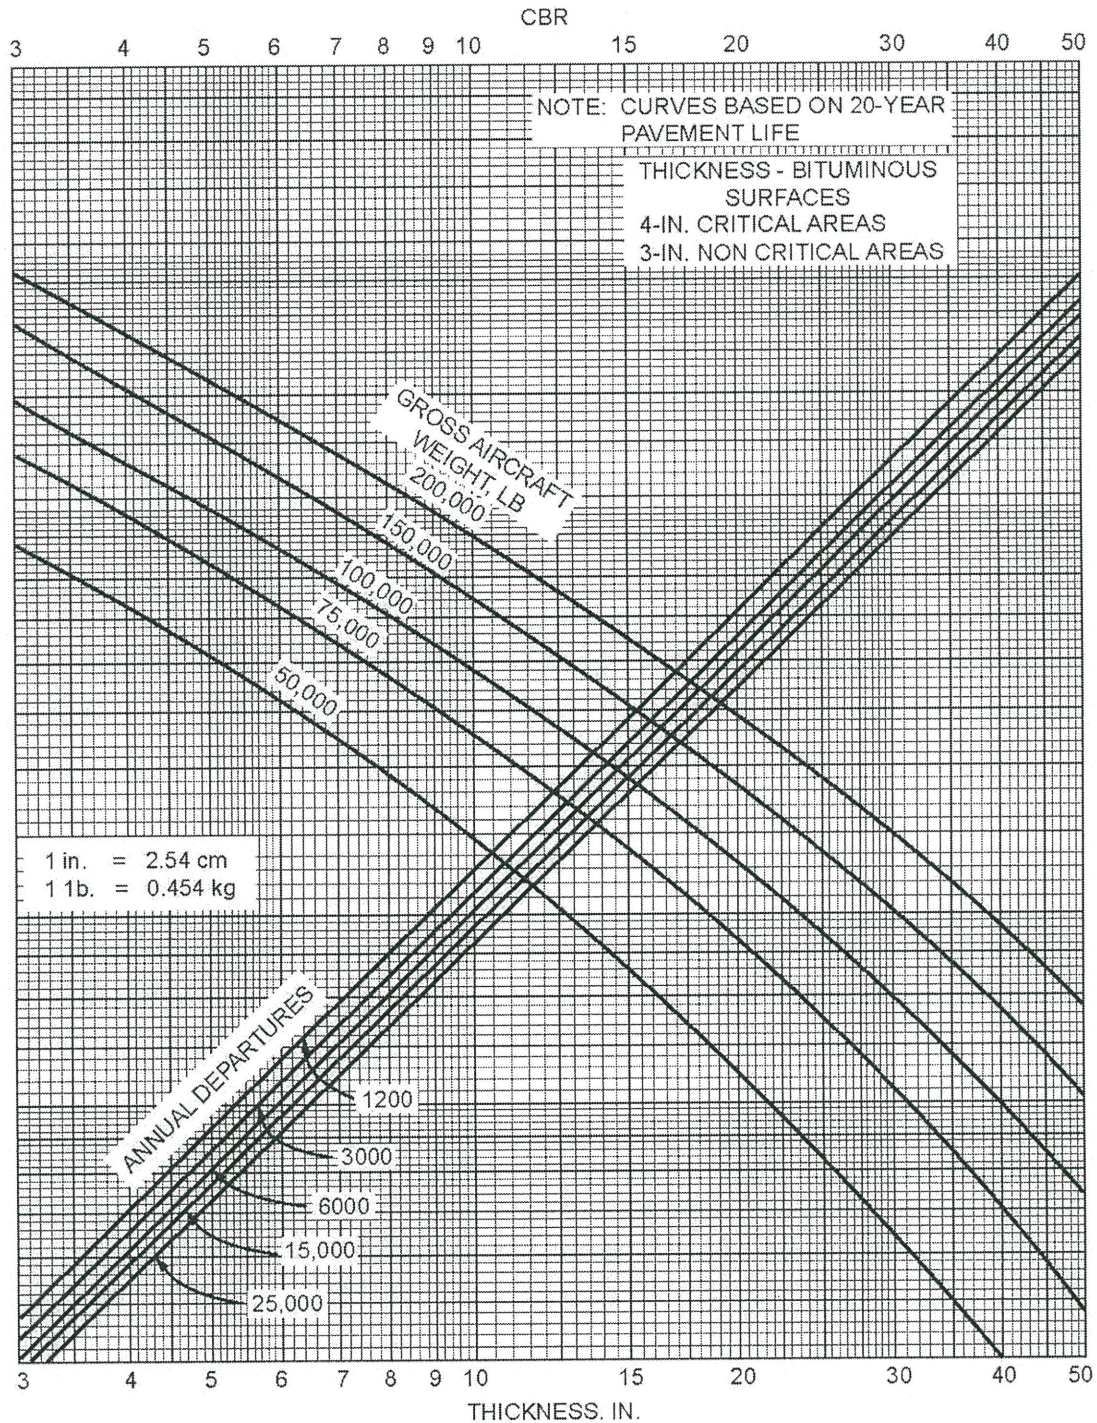 CBR
3 4 5 6 7 8 9 10 15 20 30 40 50
NOTE: CURVES BASED ON 20-YEAR
PAVEMENT LIFE
THICKNESS - BITUMINOUS
SURFACES
4-IN. CRITICAL AREAS
3-IN. NON CRITICAL AREAS
GROSS AIRCRAFT
WEIGHT, LB
200,000
150,000
100,000
75,000
50,000
1 in. = 2.54 cm
1 1b. = 0.454 kg
ANNUAL DEPARTURES
1200
3000
6000
15,000
25,000
3 4 5 6 7 8 9 10 15 20 30 40 50
THICKNESS. IN.